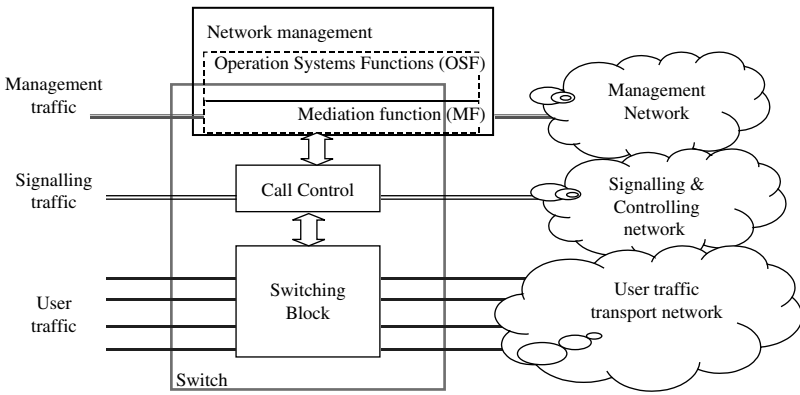 Network management
Operation Systems Functions (OSF)
Management
traffic
Mediation function (MF)
Management
Network
Signalling
traffic
Call Control
Signalling &
Controlling
network
User
traffic
Switching
Block
User traffic
transport network
Switch